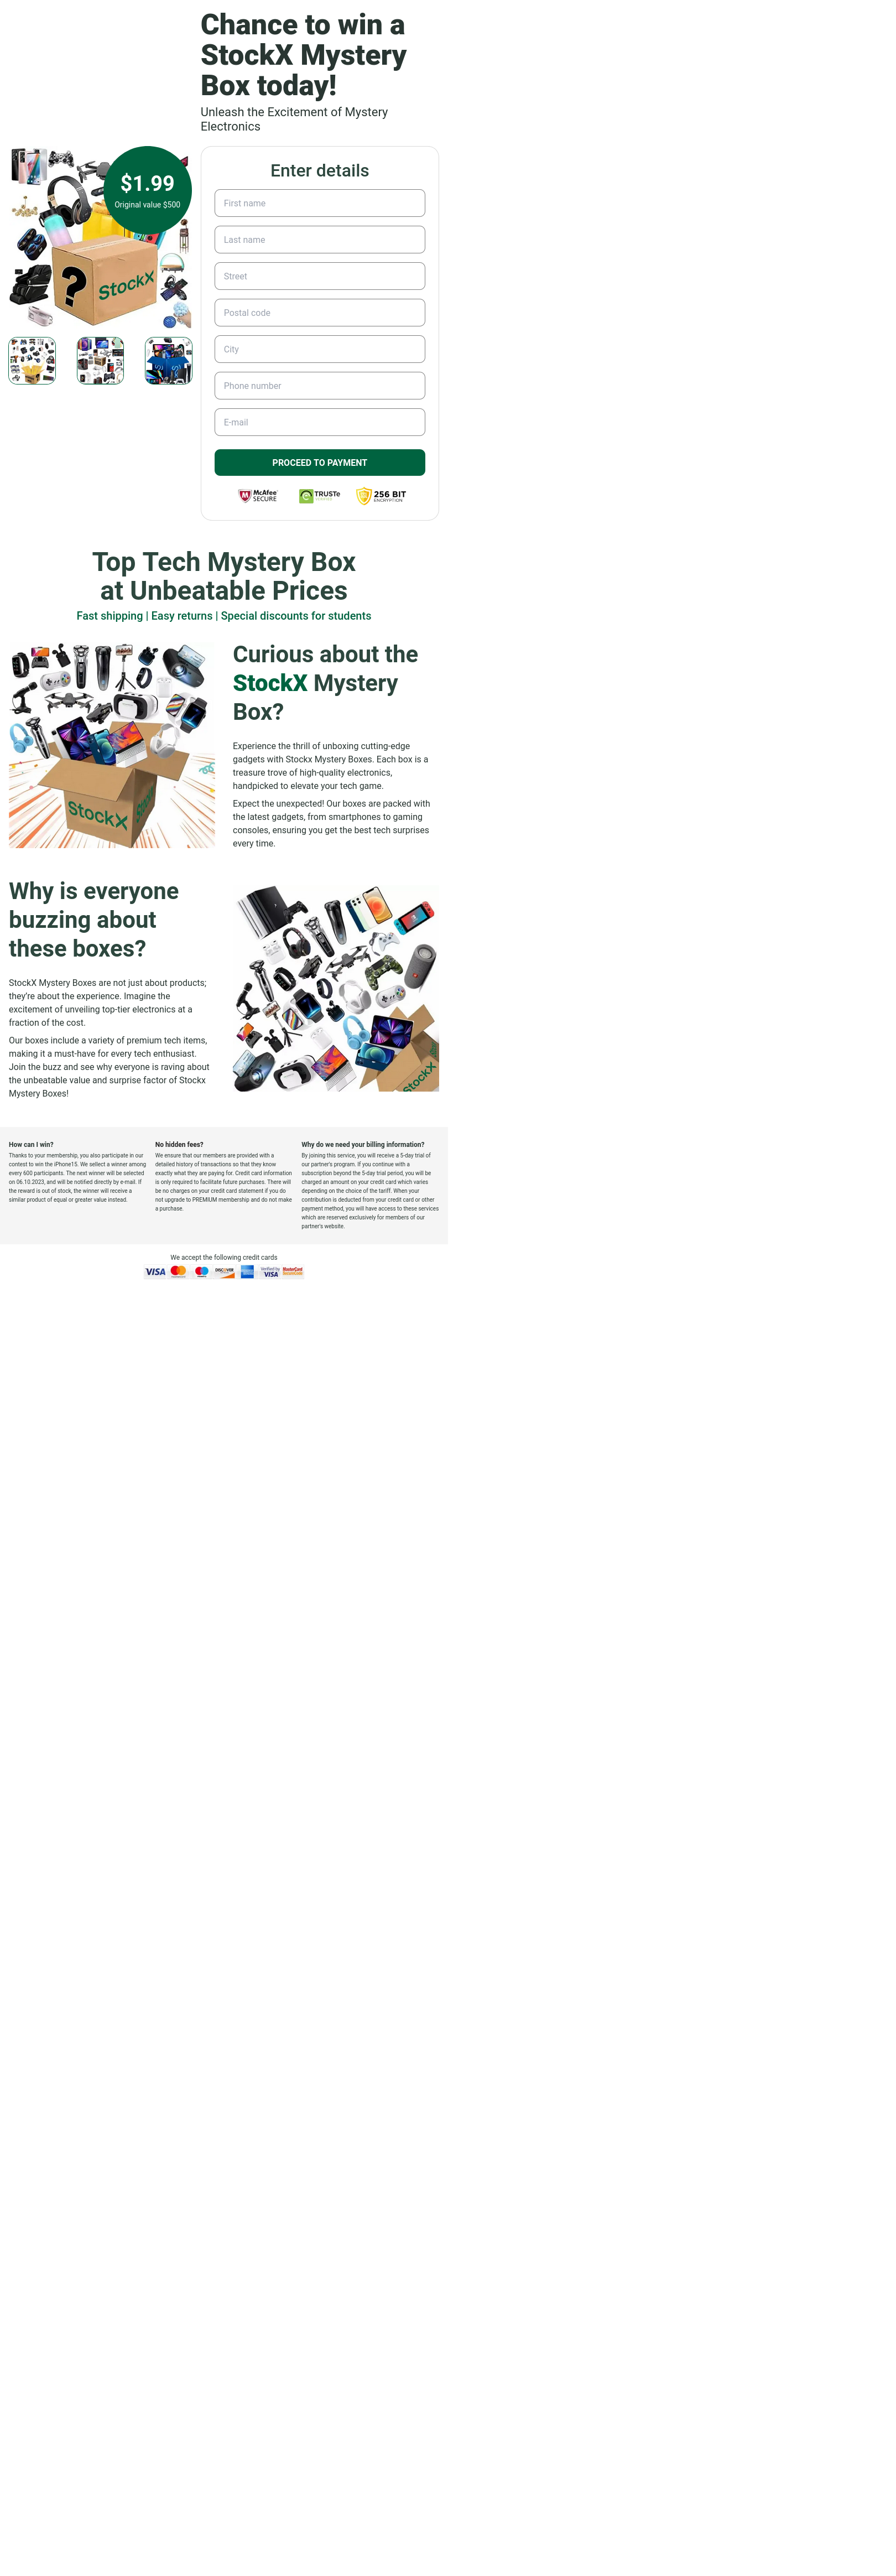 Chance to win a
StockX Mystery
Box today!
Unleash the Excitement of Mystery
Electronics
$1.99
Original value $500
StockX
Enter details
First name
Last name
Street
Postal code
City
Phone number
E-mail
PROCEED TO PAYMENT
McAfee
SECURE
TRUSTe
256 BIT
ENCRYPTION
Top Tech Mystery Box
at Unbeatable Prices
Fast shipping | Easy returns | Special discounts for students
StockX
Curious about the
StockX Mystery
Box?
Experience the thrill of unboxing cutting-edge
gadgets with Stockx Mystery Boxes. Each box is a
treasure trove of high-quality electronics,
handpicked to elevate your tech game.
Expect the unexpected! Our boxes are packed with
the latest gadgets, from smartphones to gaming
consoles, ensuring you get the best tech surprises
every time.
Why is everyone
buzzing about
these boxes?
StockX Mystery Boxes are not just about products;
they're about the experience. Imagine the
excitement of unveiling top-tier electronics at a
fraction of the cost.
Our boxes include a variety of premium tech items,
making it a must-have for every tech enthusiast.
Join the buzz and see why everyone is raving about
the unbeatable value and surprise factor of Stockx
Mystery Boxes!
StockX
How can I win?
Thanks to your membership, you also participate in our
contest to win the iPhone15. We sellect a winner among
every 600 participants. The next winner will be selected
on 06.10.2023, and will be notified directly by e-mail. If
the reward is out of stock, the winner will receive a
similar product of equal or greater value instead.
No hidden fees?
We ensure that our members are provided with a
detailed history of transactions so that they know
exactly what they are paying for. Credit card information
is only required to facilitate future purchases. There will
be no charges on your credit card statement if you do
not upgrade to PREMIUM membership and do not make
a purchase.
Why do we need your billing information?
By joining this service, you will receive a 5-day trial of
our partner's program. If you continue with a
subscription beyond the 5-day trial period, you will be
charged an amount on your credit card which varies
depending on the choice of the tariff. When your
contribution is deducted from your credit card or other
payment method, you will have access to these services
which are reserved exclusively for members of our
partner's website.
We accept the following credit cards
VISA
DISCOVER
Verified by
VISA
MasterCard
SecureCode